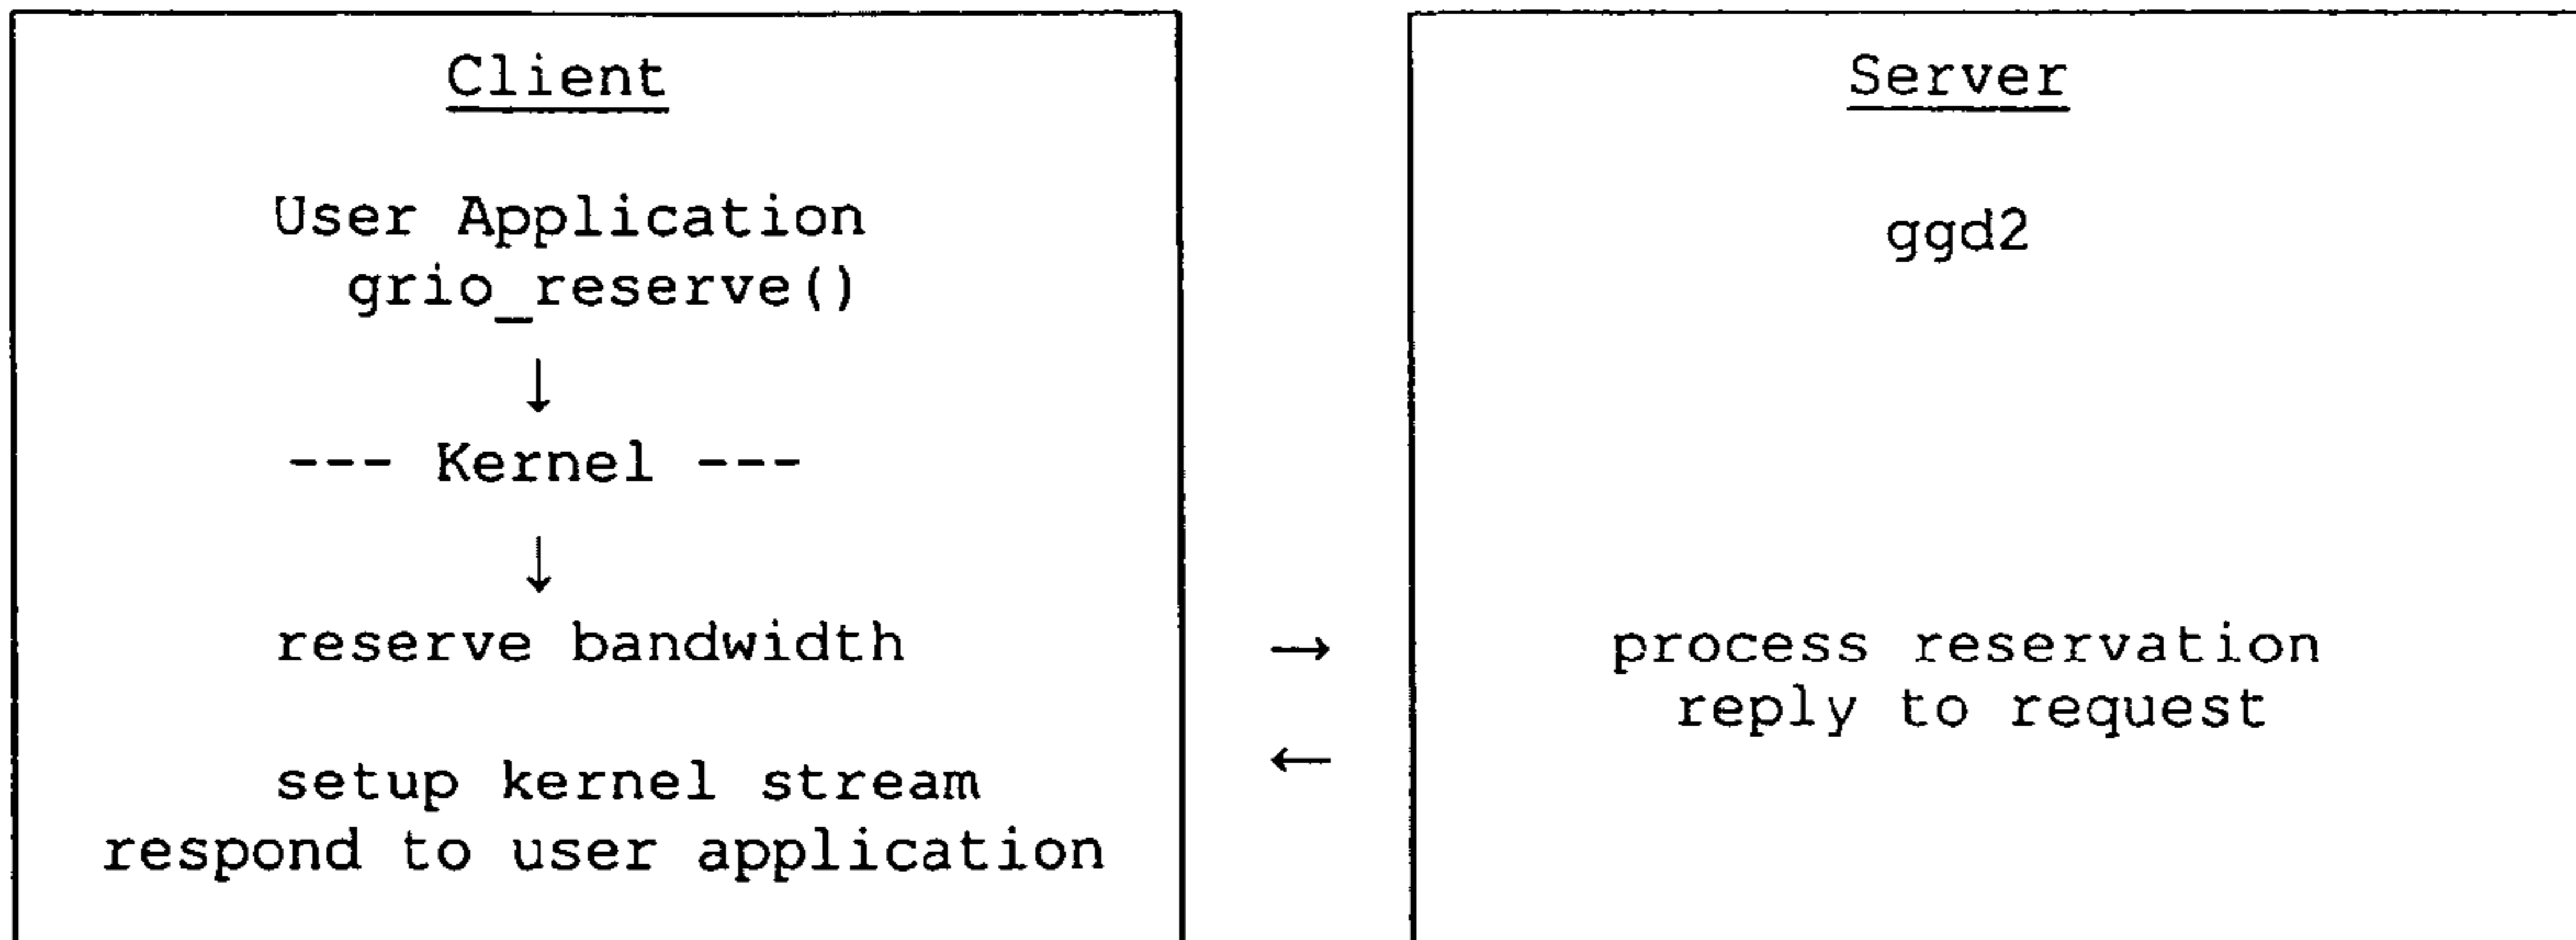 Client
User Application
grio_reserve()
↓
--- Kernel ---
↓
reserve bandwidth
→
←
setup kernel stream
respond to user application
Server
ggd2
process reservation
reply to request